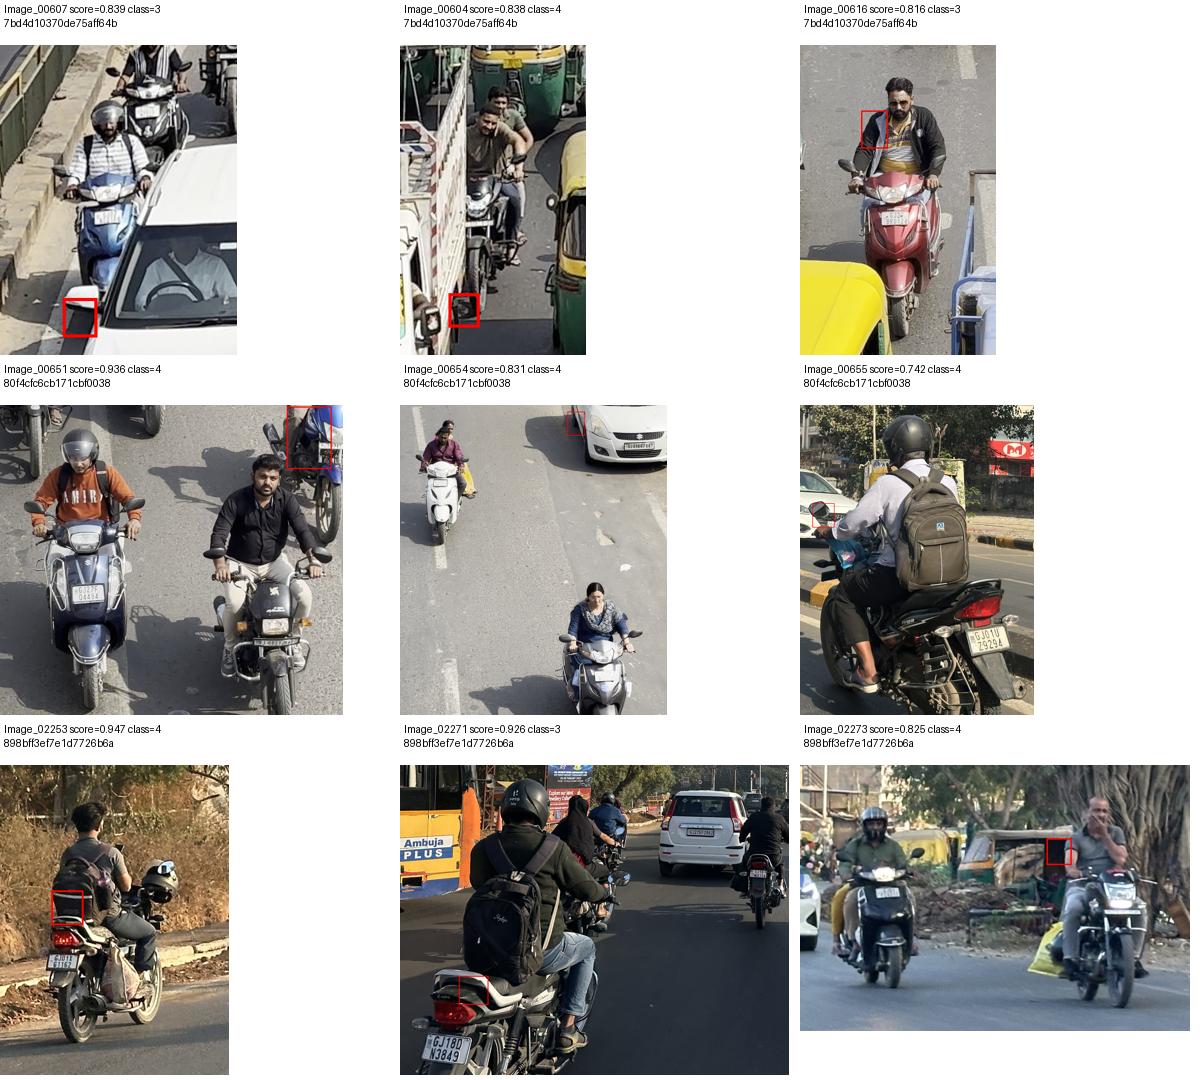 Image_00607 score=0.839 class=3
7bd4d10370de75aff64b
Image_00604 score=0.838 class=4
7bd4d10370de75aff64b
Image_00616 score=0.816 class=3
7bd4d10370de75aff64b
Image_00651 score=0.936 class=4
80f4cfc6cb171cbf0038
Image_00654 score=0.831 class=4
80f4cfc6cb171cbf0038
Image_00655 score=0.742 class=4
80f4cfc6cb171cbf0038
GJ27F
GJ01U
Z9294
Image_02253 score=0.947 class=4
898bff3ef7e1d7726b6a
Image_02271 score=0.926 class=3
898bff3ef7e1d7726b6a
Image_02273 score=0.825 class=4
898bff3ef7e1d7726b6a
Ambuja
PLUS
GJ18D
N3849